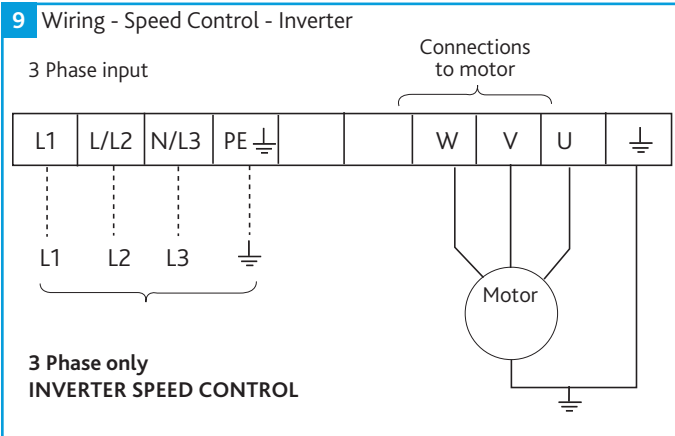 9 Wiring - Speed Control - Inverter
Connections
to motor
3 Phase input
L1 L/L2 N/L3 PE W V U
L1 L2 L3
Motor
3 Phase only
INVERTER SPEED CONTROL